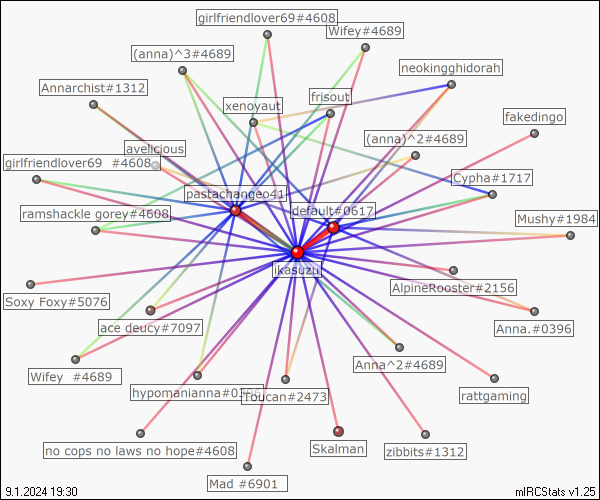 girlfriendlover69#4608
Wifey#4689
(anna)^3#4689
neokingghidorah
Annarchist#1312
xenoyaut
frisout
fakedingo
(anna)^2#4689
avelicious
girlfriendlover69 #4608
Cypha#1717
pastachangeo41
default#0617
ramshackle gorey#4608
Mushy#1984
ikasuzu
AlpineRooster#2156
Soxy Foxy#5076
ace deucy#7097
Anna.#0396
Anna^2#4689
Wifey #4689
hypomanianna#0396
Toucan#2473
rattgaming
no cops no laws no hope#4608
Skalman
zibbits#1312
Mad #6901
9.1.2024 19:30
mIRCStats v1.25